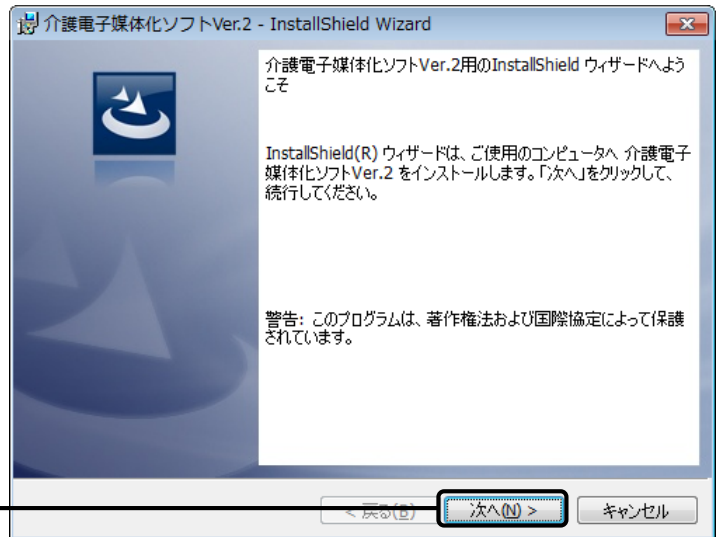 介護電子媒体化ソフトVer.2 - InstallShield Wizard
介護電子媒体化ソフトVer.2用のInstallShield ウィザードへよう
こそ
InstallShield(R) ウィザードは、ご使用のコンピュータへ 介護電子
媒体化ソフトVer.2 をインストールします。「次へ」をクリックして、
続行してください。
警告: このプログラムは、著作権法および国際協定によって保護
されています。
< 戻る(B) 次へ(N) > キャンセル